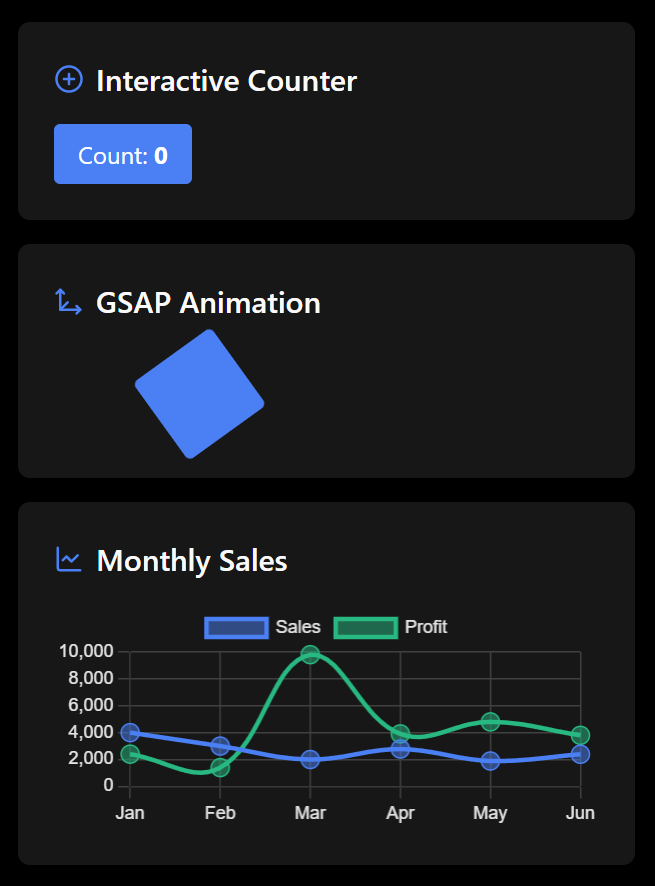 Interactive Counter
Count: 0
GSAP Animation
Monthly Sales
Sales Profit
10,000
8,000
6,000
4,000
2,000
0
Jan Feb Mar Apr May Jun